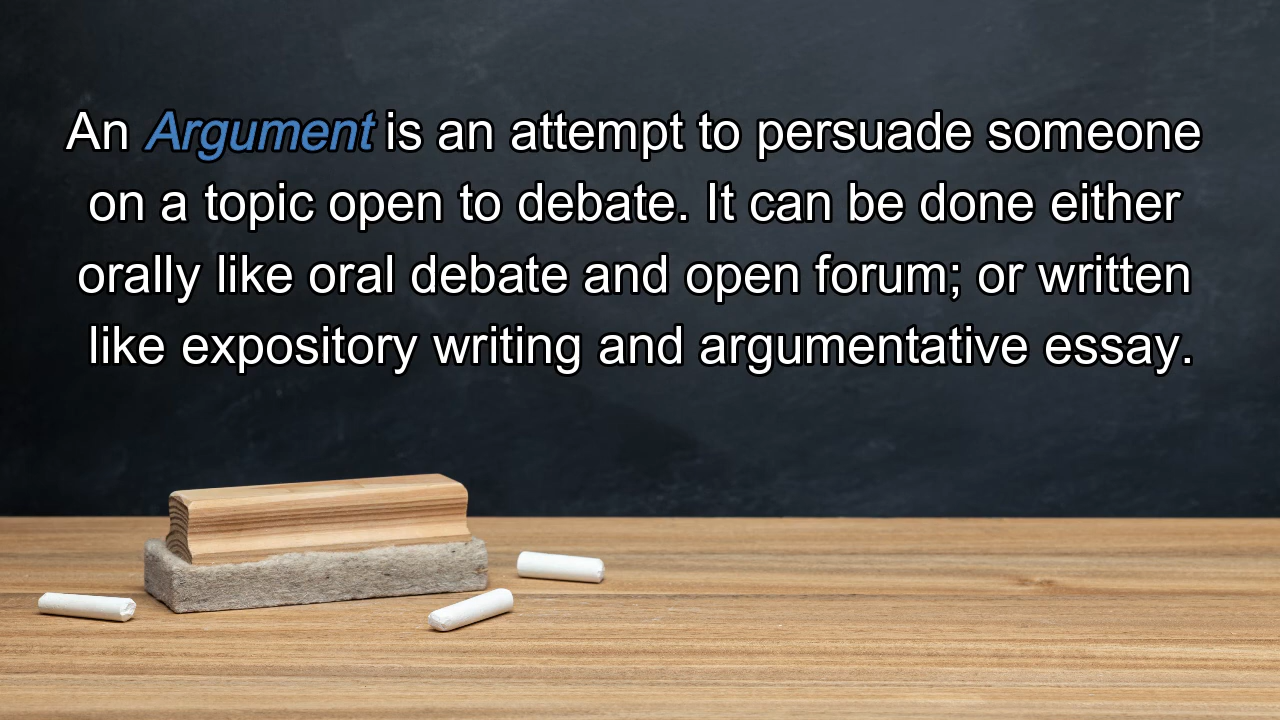 An Argument is an attempt to persuade someone
on a topic open to debate. It can be done either
orally like oral debate and open forum; or written
like expository writing and argumentative essay.